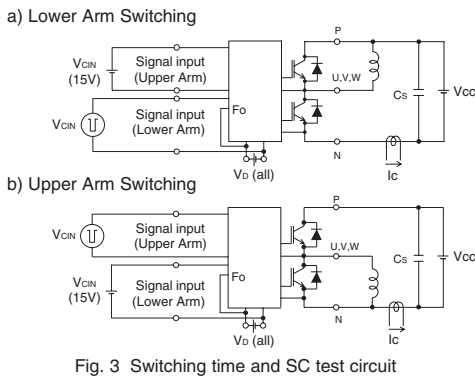 a) Lower Arm Switching
P
VCIN
(15V)
Signal input
(Upper Arm)
U,V,W
CS
Vcc
VCIN
Signal input
(Lower Arm)
Fo
N
VD (all)
Ic
b) Upper Arm Switching
P
VCIN
Signal input
(Upper Arm)
U,V,W
CS
Vcc
VCIN
(15V)
Signal input
(Lower Arm)
Fo
N
VD (all)
Ic
Fig. 3 Switching time and SC test circuit